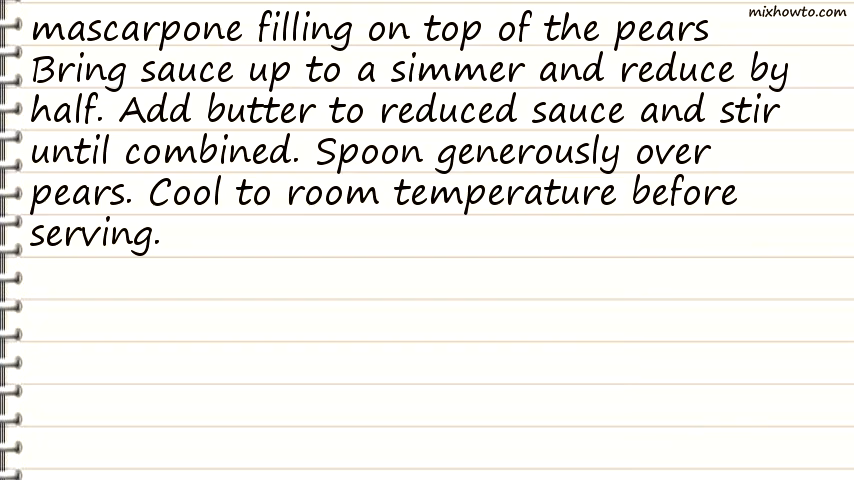 mixhowto.com
mascarpone filling on top of the pears
Bring sauce up to a simmer and reduce by
half. Add butter to reduced sauce and stir
until combined. Spoon generously over
pears. Cool to room temperature before
serving.